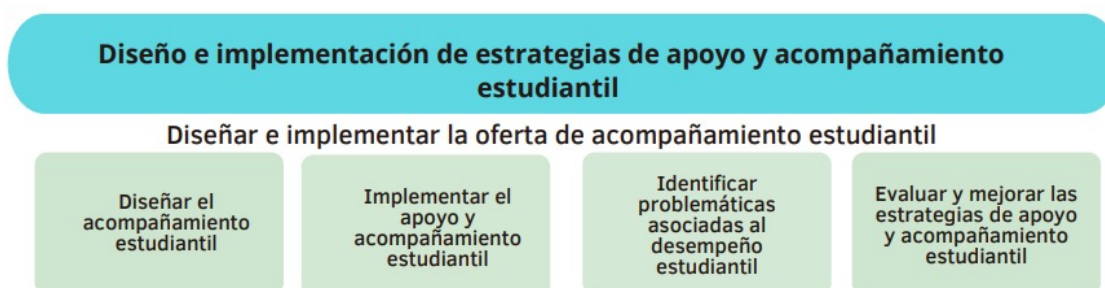 Diseño e implementación de estrategias de apoyo y acompañamiento
estudiantil
Diseñar e implementar la oferta de acompañamiento estudiantil
Diseñar el
acompañamiento
estudiantil
Implementar el
apoyo y
acompañamiento
estudiantil
Identificar
problemáticas
asociadas al
desempeño
estudiantil
Evaluar y mejorar las
estrategias de apoyo
y acompañamiento
estudiantil